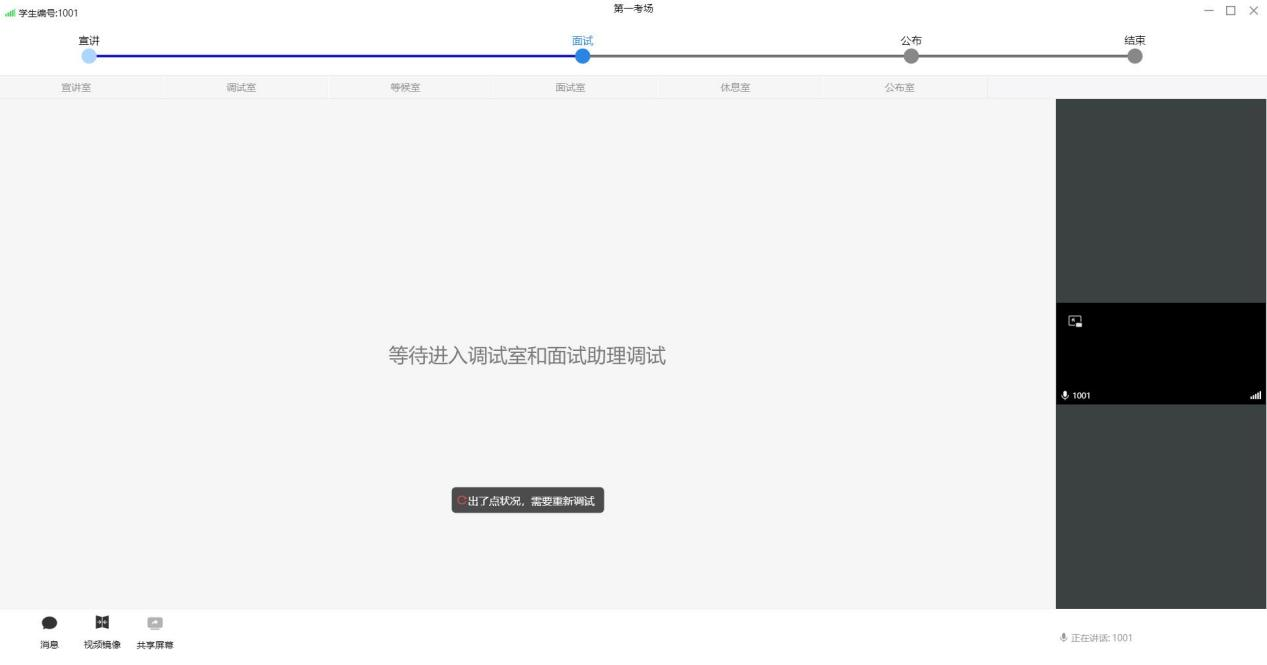 学生编号:1001
第一考场
宣讲 面试 公布 结束
宣讲室 调试室 等候室 面试室 休息室 公布室
等待进入调试室和面试助理调试
1001
出了点状况，需要重新调试
消息 视频镜像 共享屏幕
正在讲话: 1001